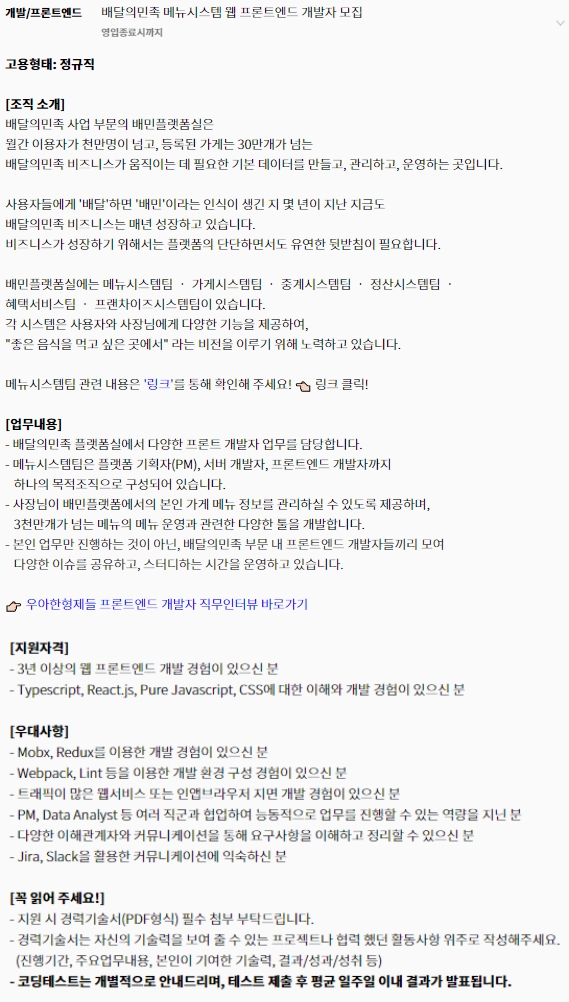 개발/프론트엔드 배달의민족 메뉴시스템 웹 프론트엔드 개발자 모집
영입종료시까지
고용형태: 정규직
[조직 소개]
배달의민족 사업 부문의 배민플랫폼실은
월간 이용자가 천만명이 넘고, 등록된 가게는 30만개가 넘는
배달의민족 비즈니스가 움직이는 데 필요한 기본 데이터를 만들고, 관리하고, 운영하는 곳입니다.
사용자들에게 '배달'하면 '배민'이라는 인식이 생긴 지 몇 년이 지난 지금도
배달의민족 비즈니스는 매년 성장하고 있습니다.
비즈니스가 성장하기 위해서는 플랫폼의 단단하면서도 유연한 뒷받침이 필요합니다.
배민플랫폼실에는 메뉴시스템팀 · 가게시스템팀 · 중계시스템팀 · 정산시스템팀 ·
혜택서비스팀 · 프랜차이즈시스템팀이 있습니다.
각 시스템은 사용자와 사장님에게 다양한 기능을 제공하여,
"좋은 음식을 먹고 싶은 곳에서" 라는 비전을 이루기 위해 노력하고 있습니다.
메뉴시스템팀 관련 내용은 '링크'를 통해 확인해 주세요! 👈 링크 클릭!
[업무내용]
- 배달의민족 플랫폼실에서 다양한 프론트 개발자 업무를 담당합니다.
- 메뉴시스템팀은 플랫폼 기획자(PM), 서버 개발자, 프론트엔드 개발자까지
하나의 목적조직으로 구성되어 있습니다.
- 사장님이 배민플랫폼에서의 본인 가게 메뉴 정보를 관리하실 수 있도록 제공하며,
3천만개가 넘는 메뉴의 메뉴 운영과 관련한 다양한 툴을 개발합니다.
- 본인 업무만 진행하는 것이 아닌, 배달의민족 부문 내 프론트엔드 개발자들끼리 모여
다양한 이슈를 공유하고, 스터디하는 시간을 운영하고 있습니다.
👉 우아한형제들 프론트엔드 개발자 직무인터뷰 바로가기
[지원자격]
- 3년 이상의 웹 프론트엔드 개발 경험이 있으신 분
- Typescript, React.js, Pure Javascript, CSS에 대한 이해와 개발 경험이 있으신 분
[우대사항]
- Mobx, Redux를 이용한 개발 경험이 있으신 분
- Webpack, Lint 등을 이용한 개발 환경 구성 경험이 있으신 분
- 트래픽이 많은 웹서비스 또는 인앱브라우저 지면 개발 경험이 있으신 분
- PM, Data Analyst 등 여러 직군과 협업하여 능동적으로 업무를 진행할 수 있는 역량을 지닌 분
- 다양한 이해관계자와 커뮤니케이션을 통해 요구사항을 이해하고 정리할 수 있으신 분
- Jira, Slack을 활용한 커뮤니케이션에 익숙하신 분
[꼭 읽어 주세요!]
- 지원 시 경력기술서(PDF형식) 필수 첨부 부탁드립니다.
- 경력기술서는 자신의 기술력을 보여 줄 수 있는 프로젝트나 협력 했던 활동사항 위주로 작성해주세요.
(진행기간, 주요업무내용, 본인이 기여한 기술력, 결과/성과/성취 등)
- 코딩테스트는 개별적으로 안내드리며, 테스트 제출 후 평균 일주일 이내 결과가 발표됩니다.